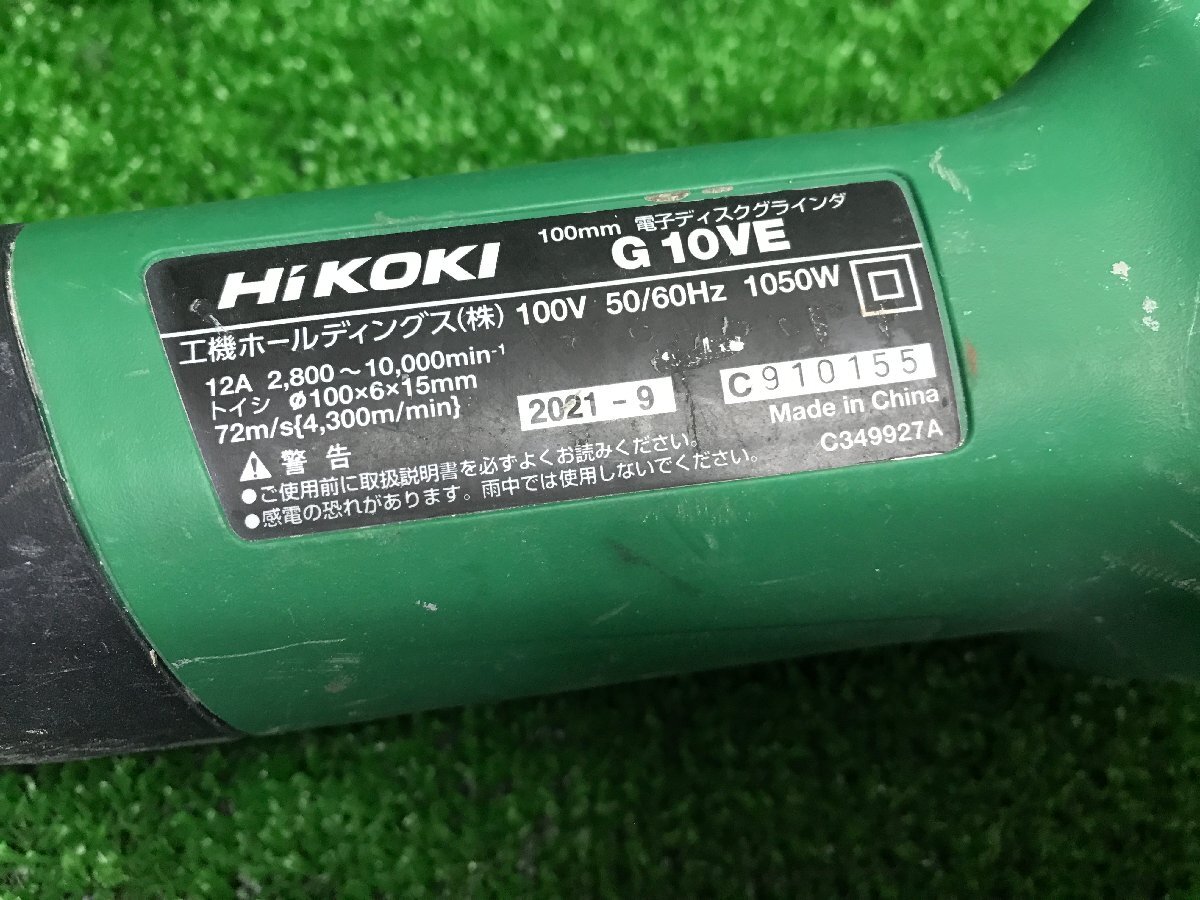 HiKOKI
100mm 電子ディスクグラインダ
G 10VE
工機ホールディングス(株) 100V 50/60Hz 1050W
12A 2,800～10,000min-¹
トイシ φ100×6×15mm
72m/s{4,300m/min}
2021 - 9
C910155
Made in China
C349927A
警 告
●ご使用前に取扱説明書を必ずよくお読みください。
●感電の恐れがあります。雨中では使用しないでください。